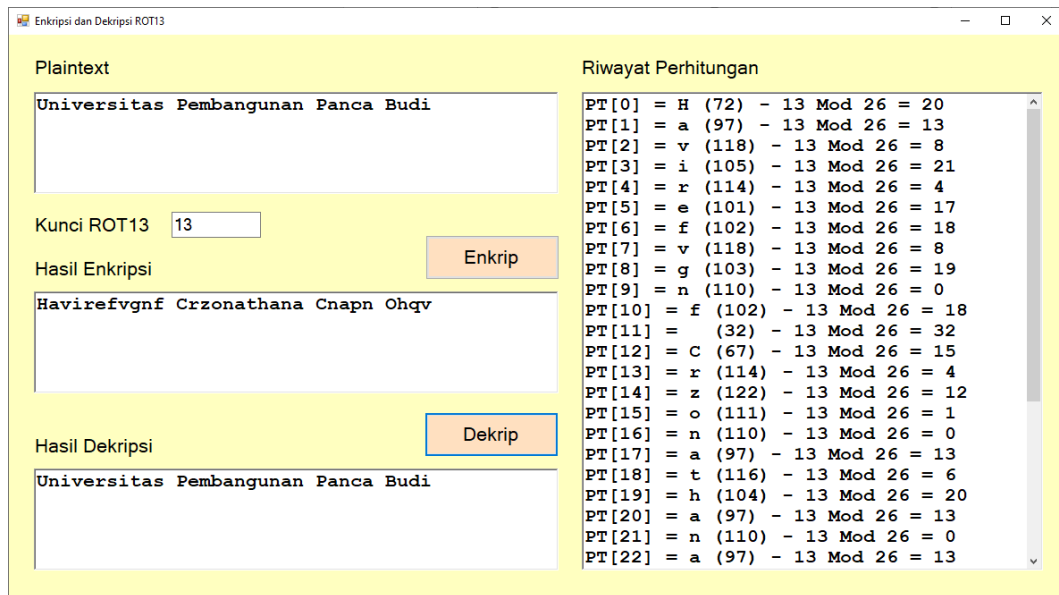 Enkripsi dan Dekripsi ROT13
Plaintext
Universitas Pembangunan Panca Budi
Kunci ROT13 13
Enkrip
Hasil Enkripsi
Havirefvgnf Crzonathana Cnapn Ohqv
Dekrip
Hasil Dekripsi
Universitas Pembangunan Panca Budi
Riwayat Perhitungan
PT[0] = H (72) - 13 Mod 26 = 20
PT[1] = a (97) - 13 Mod 26 = 13
PT[2] = v (118) - 13 Mod 26 = 8
PT[3] = i (105) - 13 Mod 26 = 21
PT[4] = r (114) - 13 Mod 26 = 4
PT[5] = e (101) - 13 Mod 26 = 17
PT[6] = f (102) - 13 Mod 26 = 18
PT[7] = v (118) - 13 Mod 26 = 8
PT[8] = g (103) - 13 Mod 26 = 19
PT[9] = n (110) - 13 Mod 26 = 0
PT[10] = f (102) - 13 Mod 26 = 18
PT[11] =   (32) - 13 Mod 26 = 32
PT[12] = C (67) - 13 Mod 26 = 15
PT[13] = r (114) - 13 Mod 26 = 4
PT[14] = z (122) - 13 Mod 26 = 12
PT[15] = o (111) - 13 Mod 26 = 1
PT[16] = n (110) - 13 Mod 26 = 0
PT[17] = a (97) - 13 Mod 26 = 13
PT[18] = t (116) - 13 Mod 26 = 6
PT[19] = h (104) - 13 Mod 26 = 20
PT[20] = a (97) - 13 Mod 26 = 13
PT[21] = n (110) - 13 Mod 26 = 0
PT[22] = a (97) - 13 Mod 26 = 13